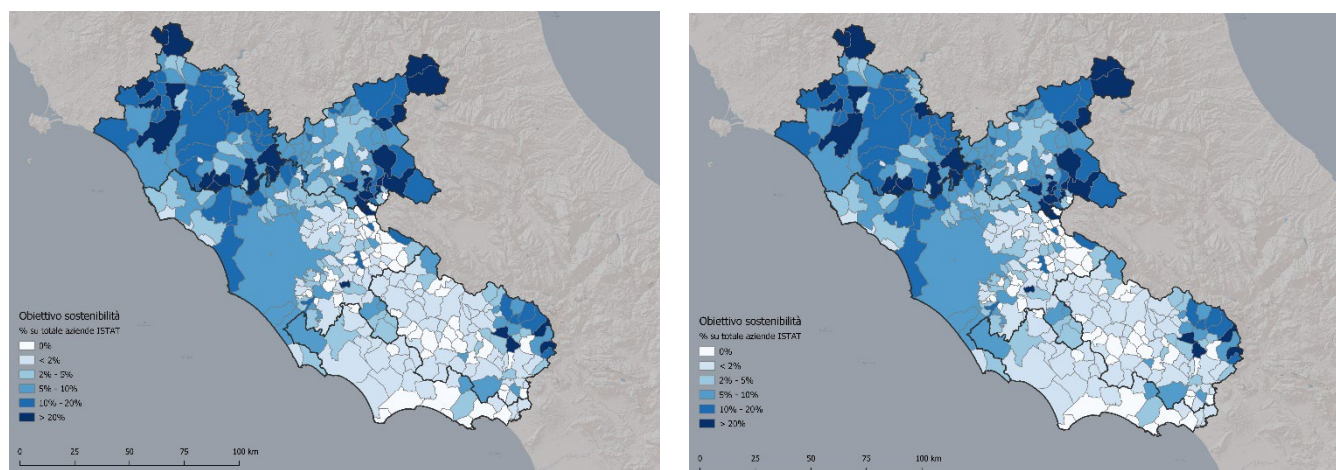 Obiettivo sostenibilità
% su totale aziende ISTAT
0%
< 2%
2% - 5%
5% - 10%
10% - 20%
> 20%
0 25 50 75 100 km
Obiettivo sostenibilità
% su totale aziende ISTAT
0%
< 2%
2% - 5%
5% - 10%
10% - 20%
> 20%
0 25 50 75 100 km